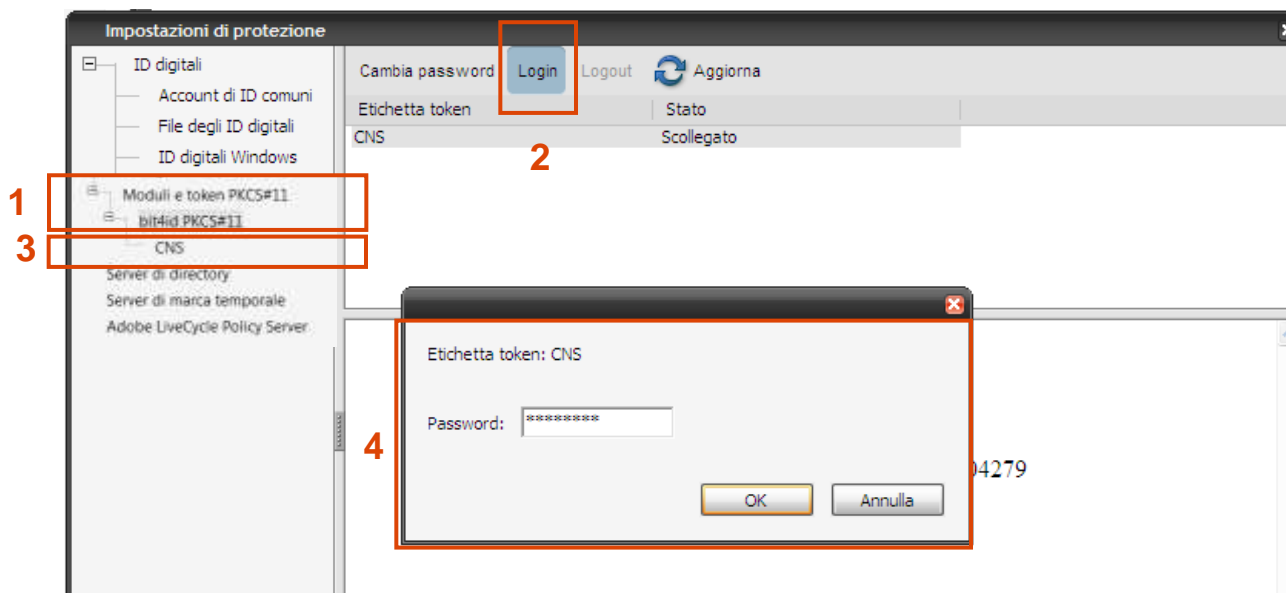 Impostazioni di protezione
ID digitali
Account di ID comuni
File degli ID digitali
ID digitali Windows
1
Moduli e token PKCS#11
bit4id PKCS#11
3
CNS
Server di directory
Server di marca temporale
Adobe LiveCycle Policy Server
Cambia password Login Logout Aggiorna
Etichetta token Stato
CNS Scollegato
2
Etichetta token: CNS
Password: ********
4
OK Annulla
04279